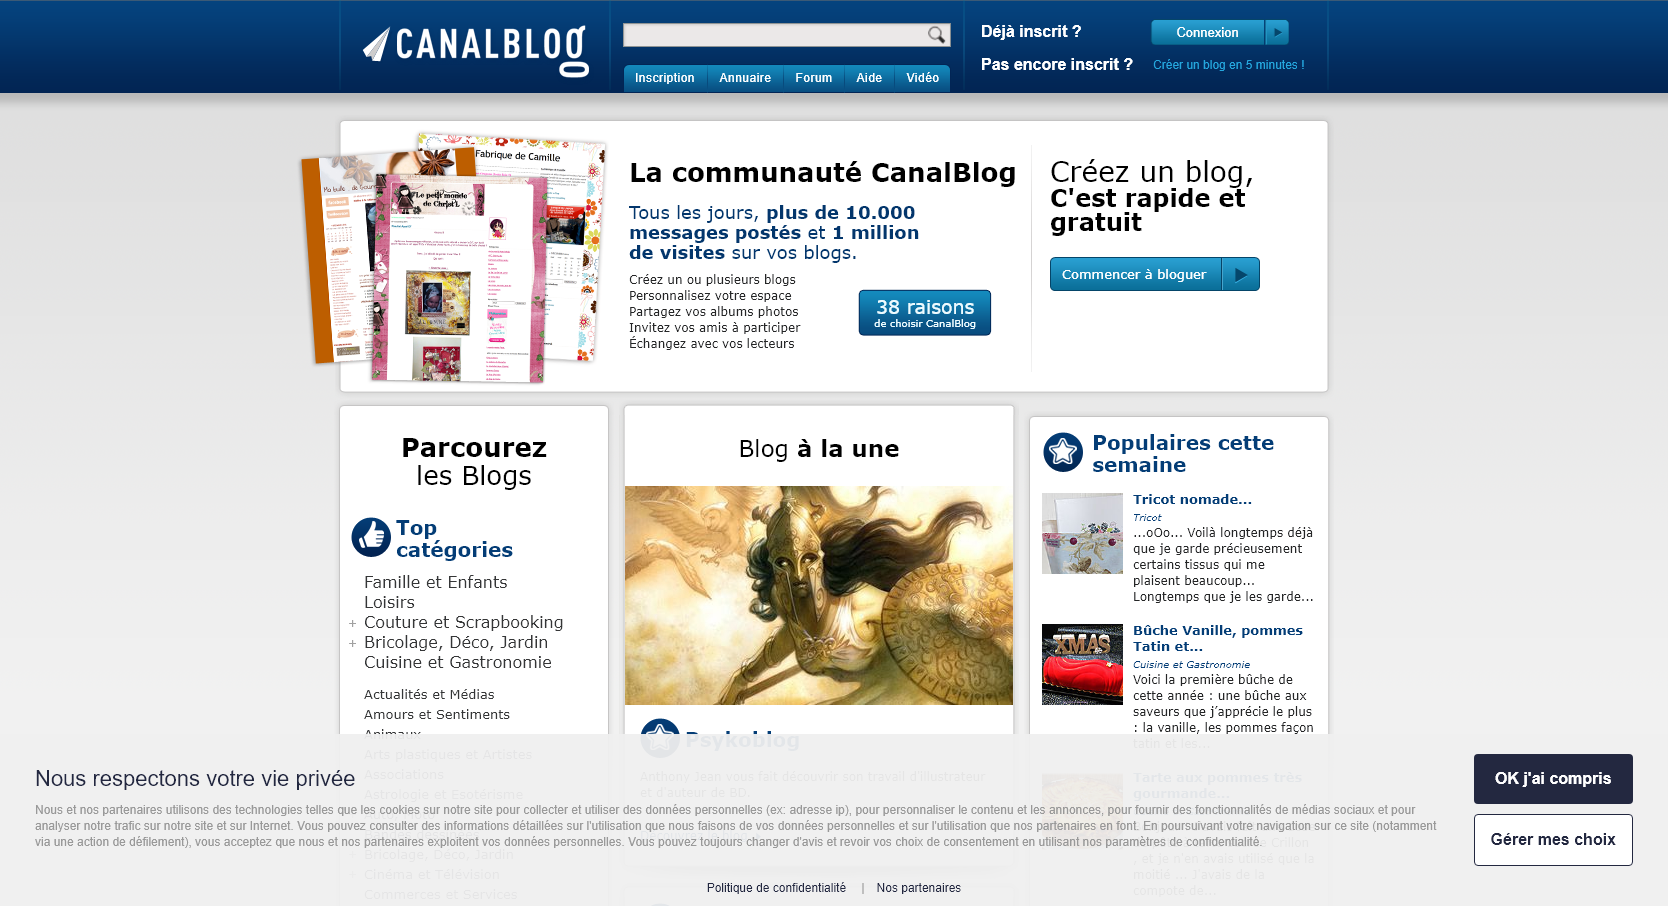 CANALBLOG
Inscription Annuaire Forum Aide Vidéo
Déjà inscrit ?
Connexion
Pas encore inscrit ?
Créer un blog en 5 minutes !
Fabrique de Camille
Le petit monde
de Christ'L
La communauté CanalBlog
Tous les jours, plus de 10.000
messages postés et 1 million
de visites sur vos blogs.
Créez un ou plusieurs blogs
Personnalisez votre espace
Partagez vos albums photos
Invitez vos amis à participer
Échangez avec vos lecteurs
38 raisons
de choisir CanalBlog
Créez un blog,
C'est rapide et
gratuit
Commencer à bloguer
Parcourez
les Blogs
Top
catégories
Famille et Enfants
Loisirs
+ Couture et Scrapbooking
+ Bricolage, Déco, Jardin
Cuisine et Gastronomie
Actualités et Médias
Amours et Sentiments
Animaux
Arts plastiques et Artistes
Associations
Astrologie et Esotérisme
Bricolage, Déco, Jardin
Cinéma et Télévision
Commerces et Services
Blog à la une
Psykoblog
Anthony Jean vous fait découvrir son travail d'illustrateur
et d'auteur de BD.
Populaires cette
semaine
Tricot nomade...
Tricot
...oOo... Voilà longtemps déjà
que je garde précieusement
certains tissus qui me
plaisent beaucoup...
Longtemps que je les garde...
XMAS
Bûche Vanille, pommes
Tatin et...
Cuisine et Gastronomie
Voici la première bûche de
cette année : une bûche aux
saveurs que j'apprécie le plus
: la vanille, les pommes façon
tatin et les...
Tarte aux pommes très
gourmande...
, et je n'en avais utilisé que la
moitié ... J'avais de la
compote de...
Nous respectons votre vie privée
Nous et nos partenaires utilisons des technologies telles que les cookies sur notre site pour collecter et utiliser des données personnelles (ex: adresse ip), pour personnaliser le contenu et les annonces, pour fournir des fonctionnalités de médias sociaux et pour
analyser notre trafic sur notre site et sur Internet. Vous pouvez consulter des informations détaillées sur l'utilisation que nous faisons de vos données personnelles et sur l'utilisation que nos partenaires en font. En poursuivant votre navigation sur ce site (notamment
via une action de défilement), vous acceptez que nous et nos partenaires exploitent vos données personnelles. Vous pouvez toujours changer d'avis et revoir vos choix de consentement en utilisant nos paramètres de confidentialité.
OK j'ai compris
Gérer mes choix
Politique de confidentialité | Nos partenaires